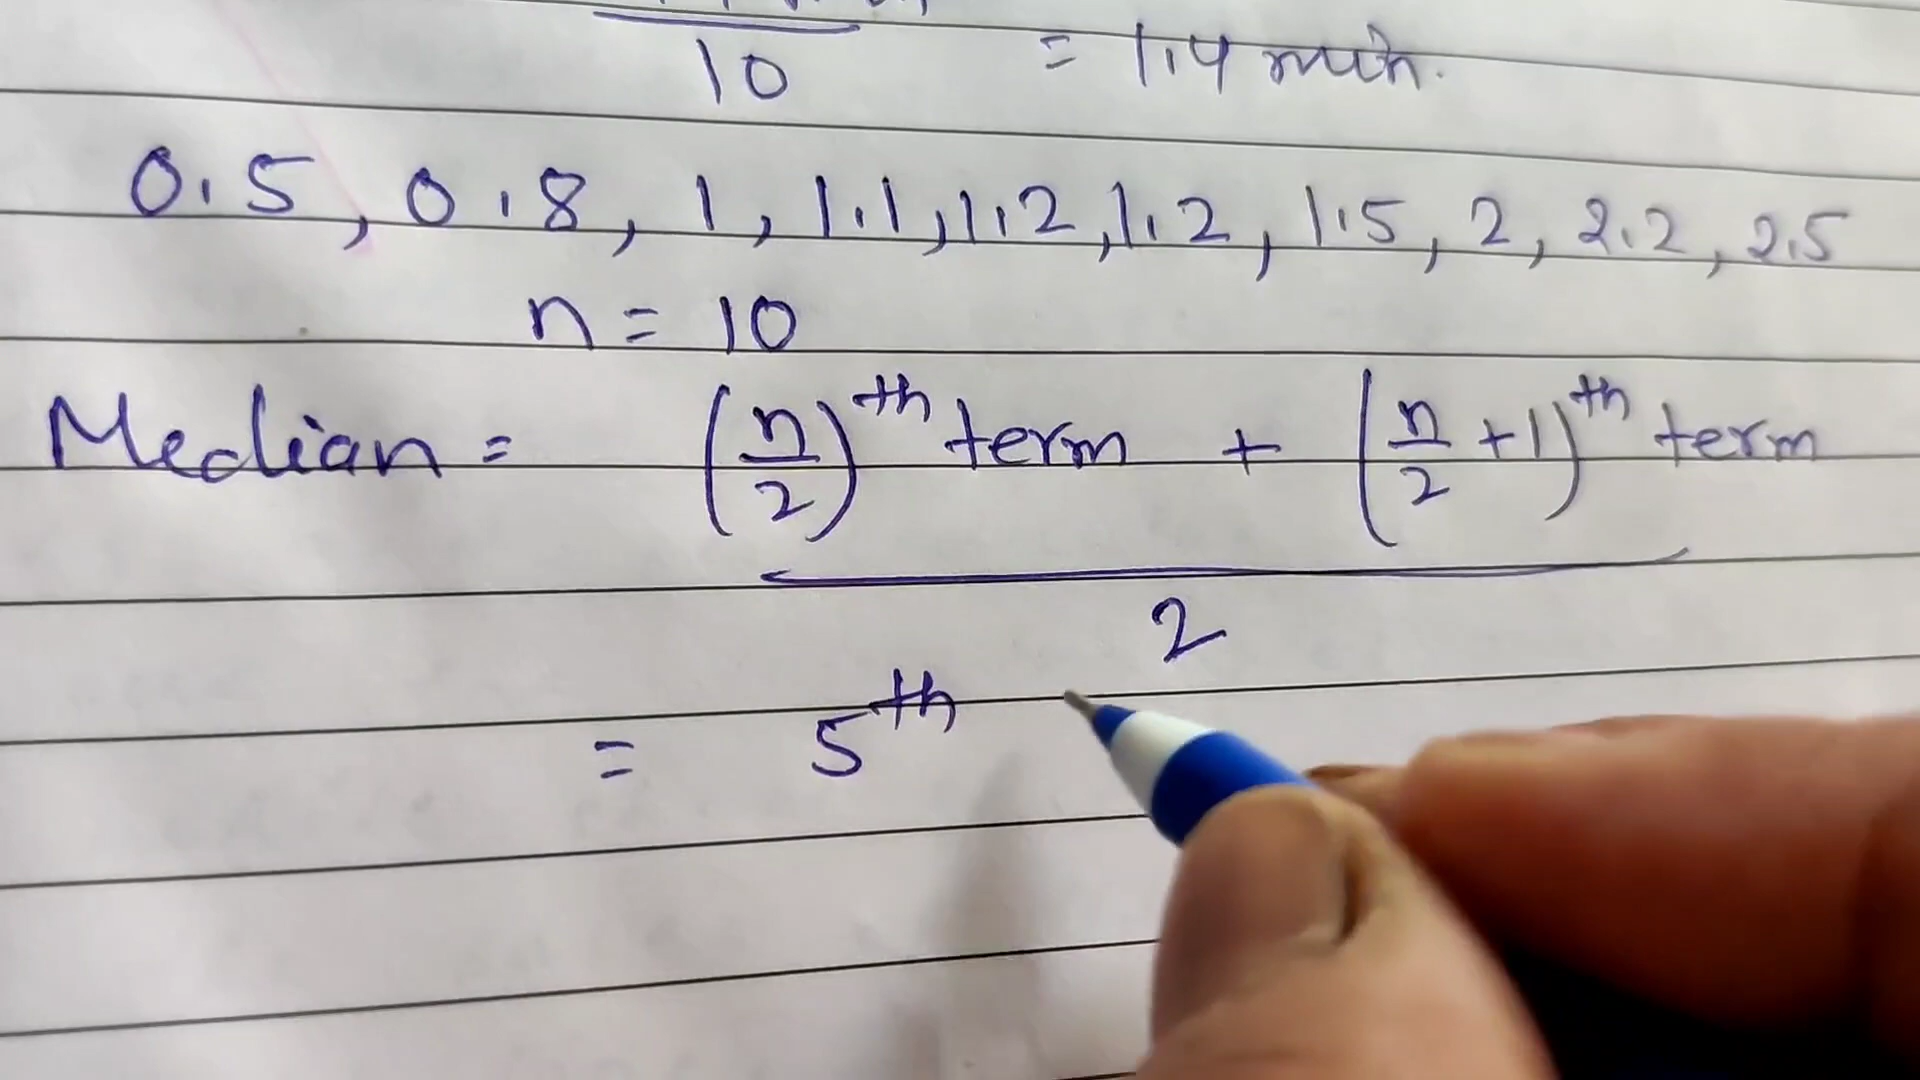 10 = 1.4 min.
0.5, 0.8, 1, 1.1, 1.2, 1.2, 1.5, 2, 2.2, 2.5
n = 10
Median = (n/2)th term + (n/2 + 1)th term
2
= 5th